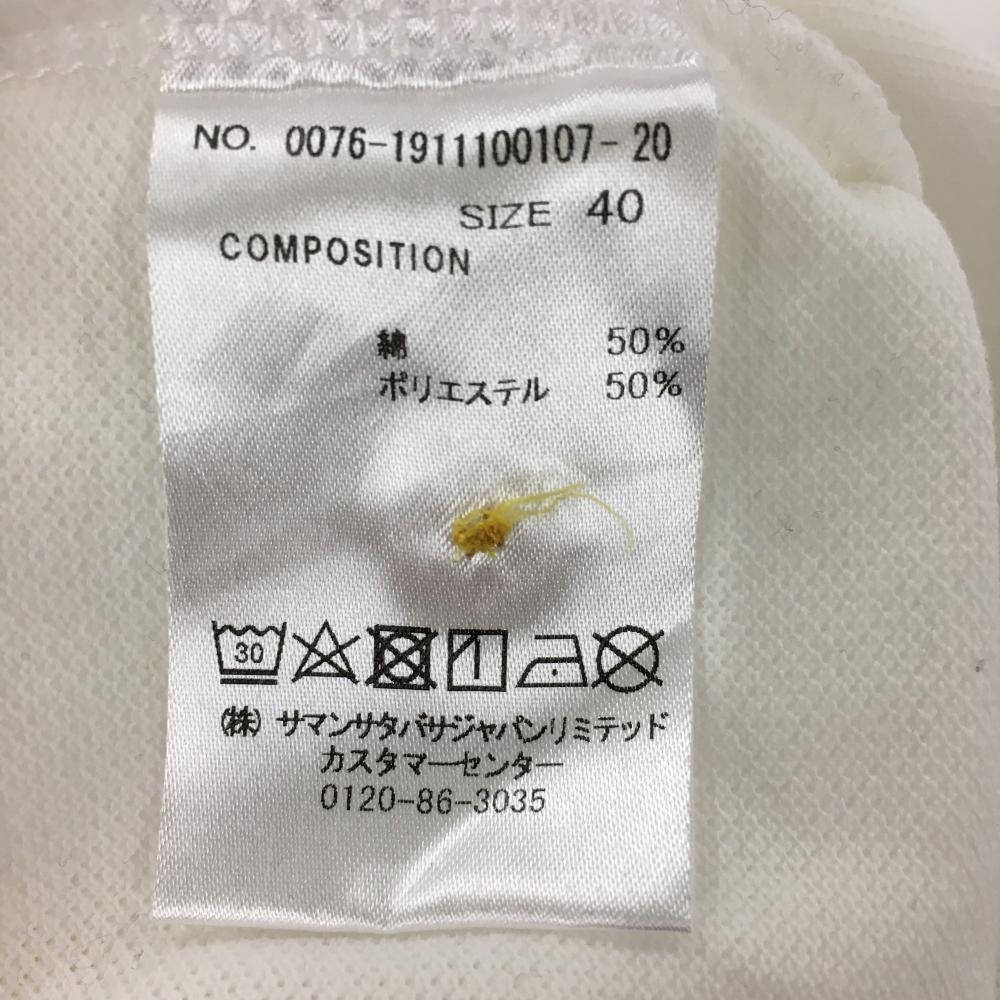 NO. 0076-1911100107-20
SIZE 40
COMPOSITION
綿 50%
ポリエステル 50%
30
(株) サマンサタバサジャパンリミテッド
カスタマーセンター
0120-86-3035